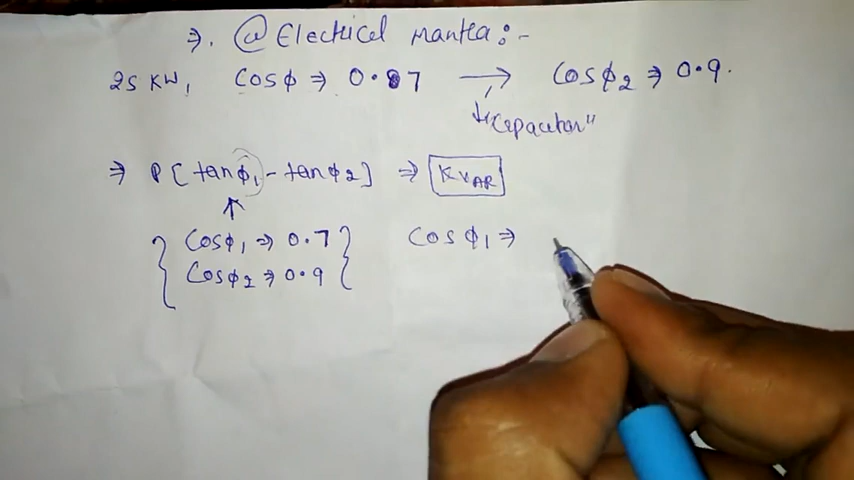 ⇒. @ Electrical Mantra:-
25 KW, Cosϕ ⇒ 0.7 → Cosϕ2 ⇒ 0.9.
↓ "Capacitor"
⇒ P[tanϕ1 - tanϕ2] ⇒ KVAR
{ Cosϕ1 ⇒ 0.7 } Cosϕ1 ⇒
Cosϕ2 ⇒ 0.9